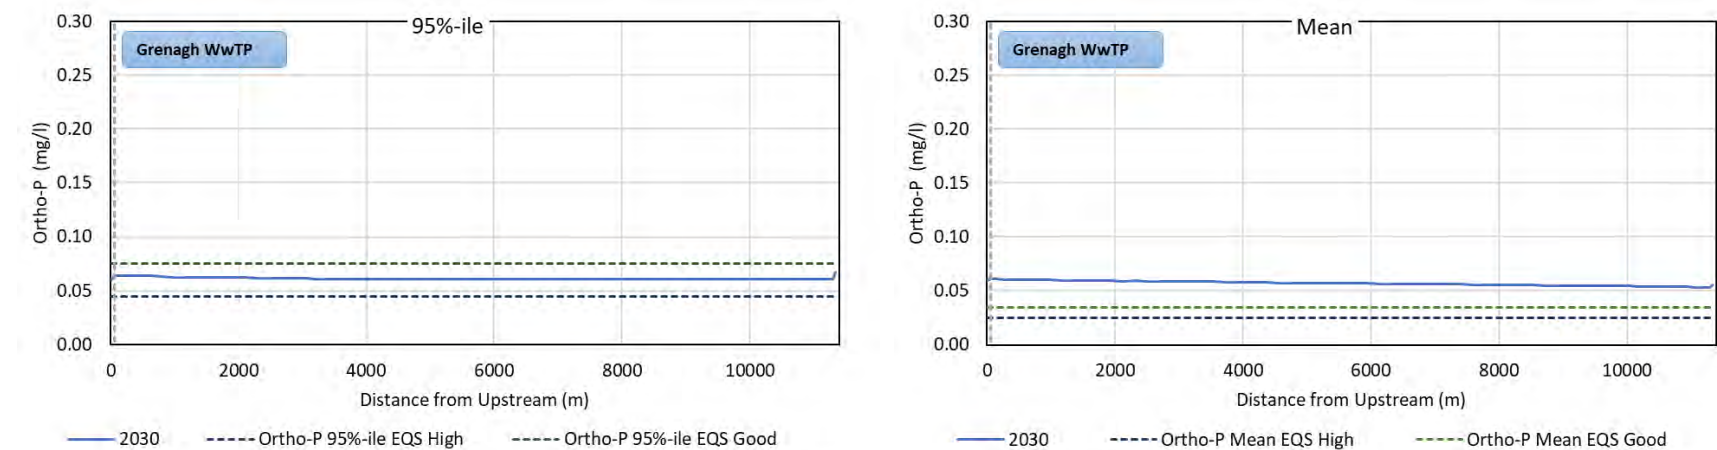 95%-ile
Grenagh WwTP
0.30
0.25
0.20
0.15
0.10
0.05
0.00
Ortho-P (mg/l)
0 2000 4000 6000 8000 10000
Distance from Upstream (m)
2030 Ortho-P 95%-ile EQS High Ortho-P 95%-ile EQS Good
Mean
Grenagh WwTP
0.30
0.25
0.20
0.15
0.10
0.05
0.00
Ortho-P (mg/l)
0 2000 4000 6000 8000 10000
Distance from Upstream (m)
2030 Ortho-P Mean EQS High Ortho-P Mean EQS Good